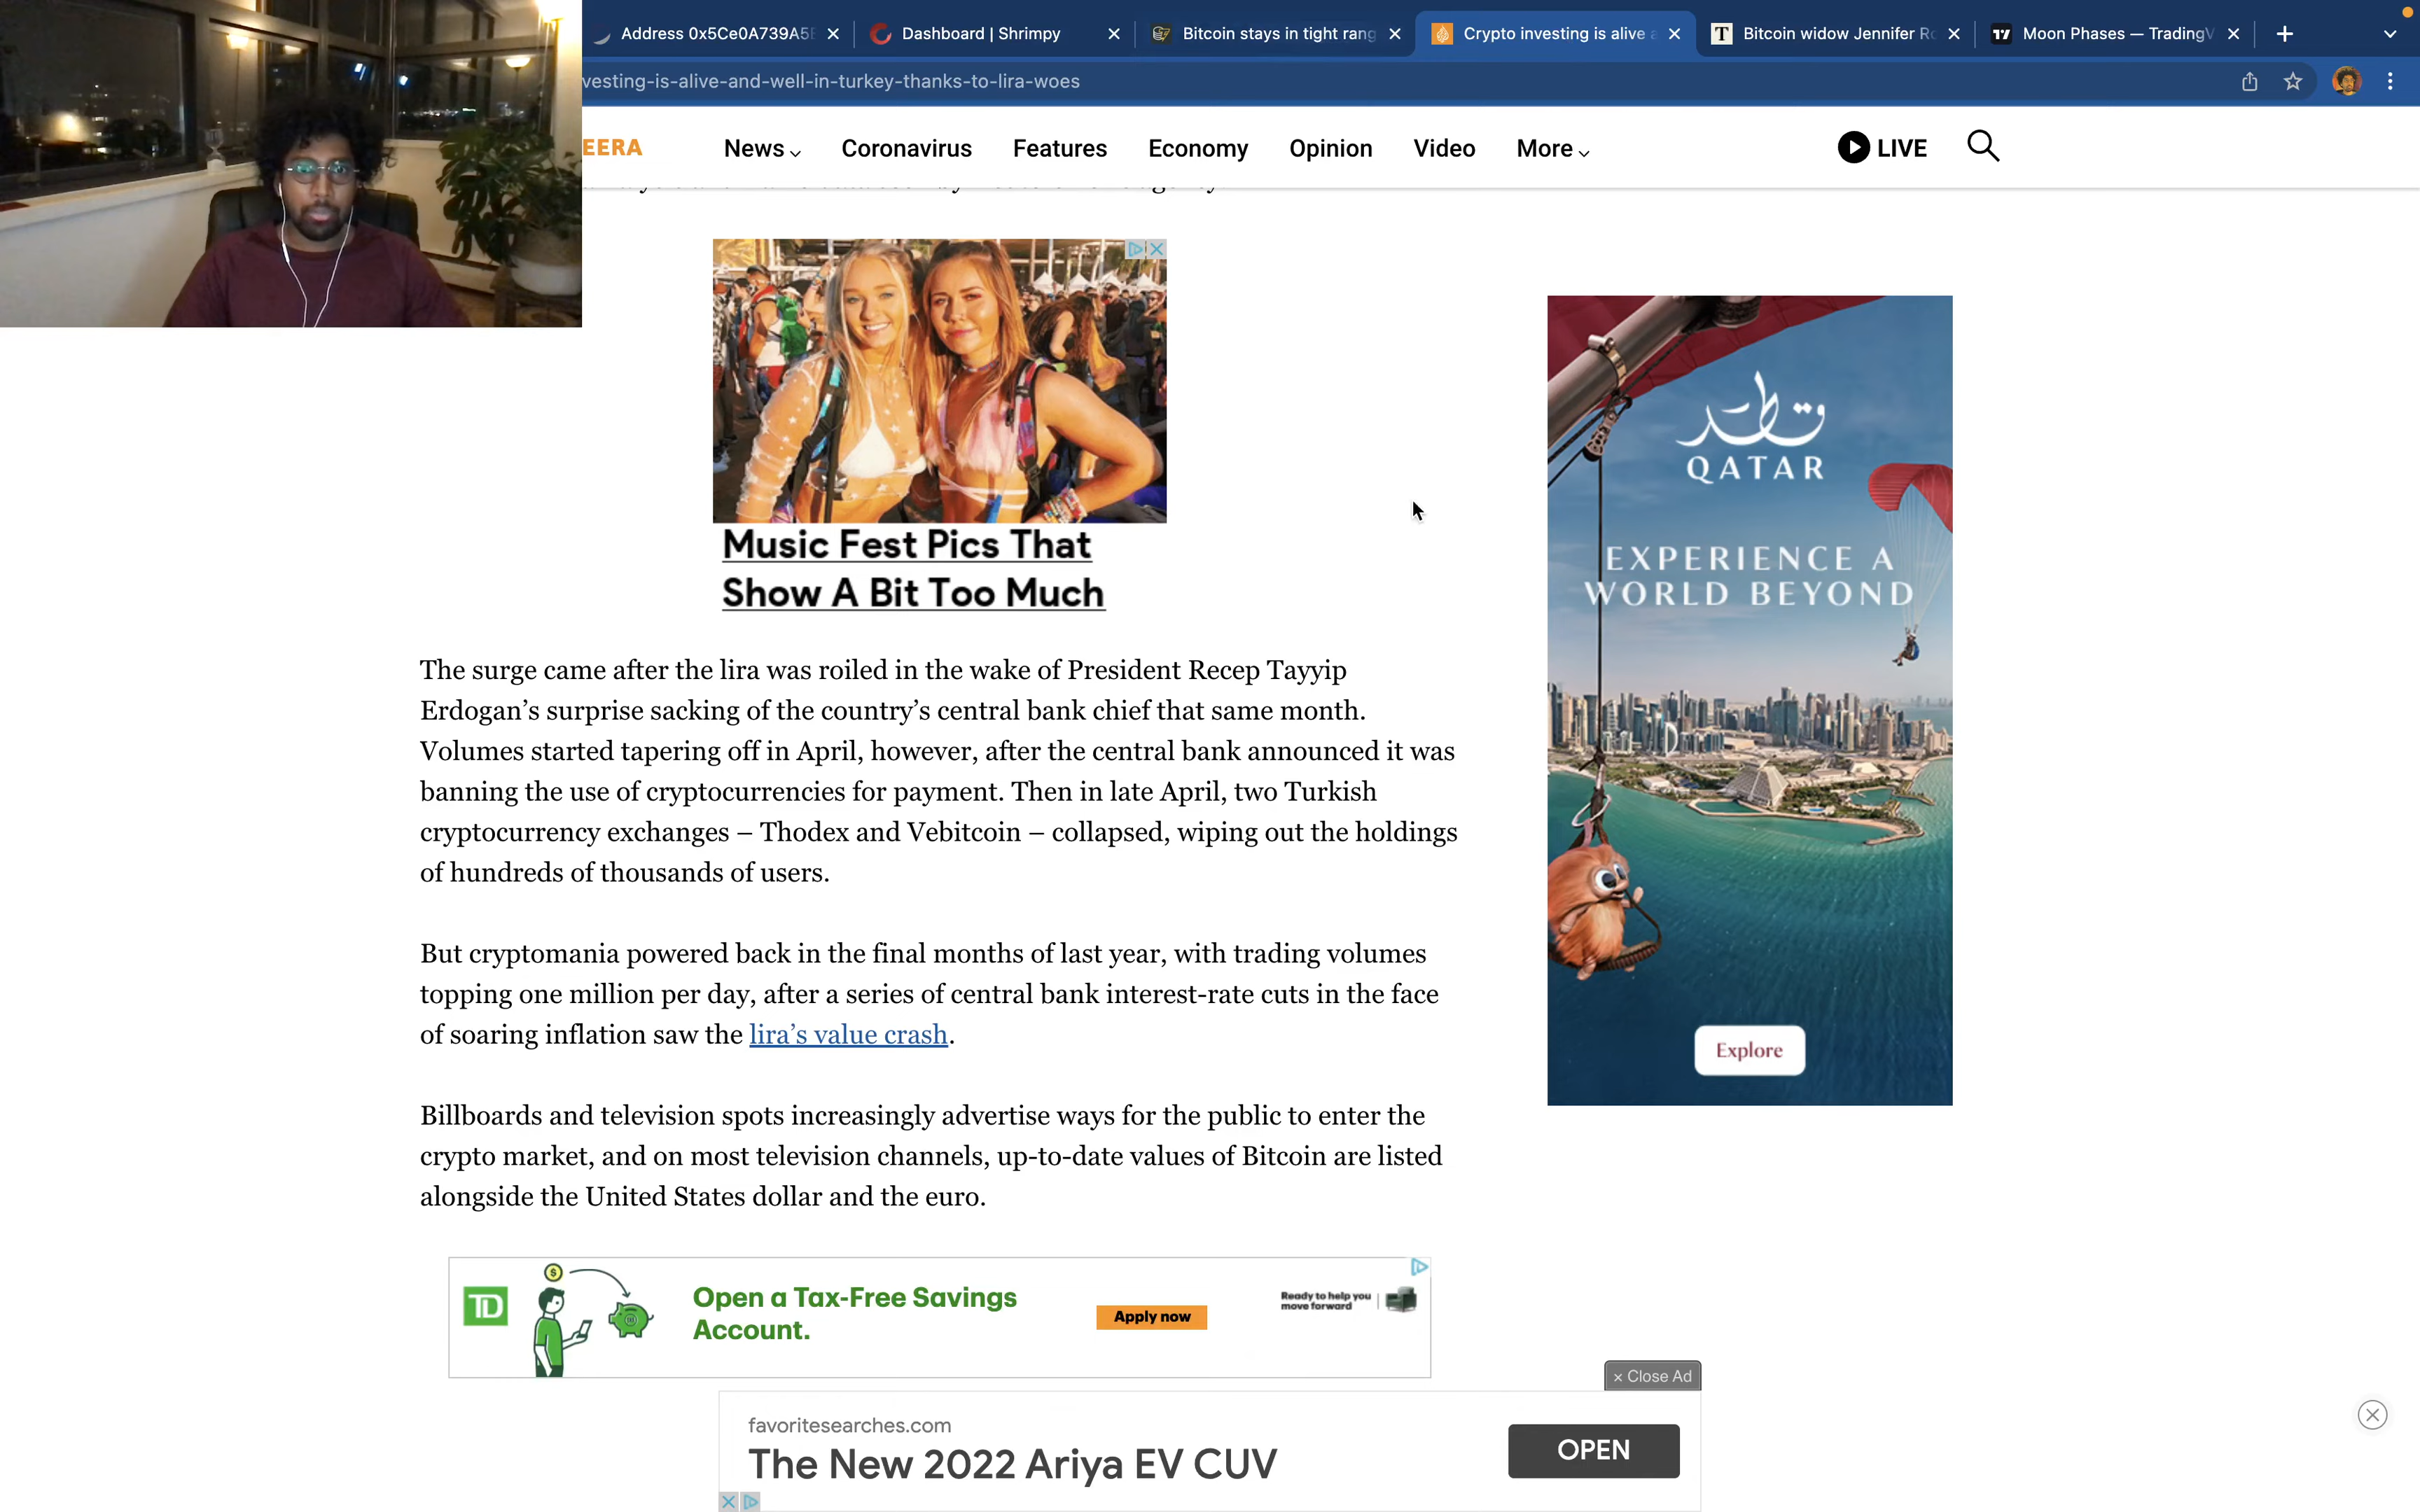 Address 0x5Ce0A739A5
Dashboard | Shrimpy
Bitcoin stays in tight rang
Crypto investing is alive a
T
Bitcoin widow Jennifer Ro
Moon Phases — TradingV
vesting-is-alive-and-well-in-turkey-thanks-to-lira-woes
EERA
News
Coronavirus
Features
Economy
Opinion
Video
More
LIVE
Music Fest Pics That
Show A Bit Too Much
قطر
QATAR
EXPERIENCE A
WORLD BEYOND
Explore
The surge came after the lira was roiled in the wake of President Recep Tayyip
Erdogan’s surprise sacking of the country’s central bank chief that same month.
Volumes started tapering off in April, however, after the central bank announced it was
banning the use of cryptocurrencies for payment. Then in late April, two Turkish
cryptocurrency exchanges – Thodex and Vebitcoin – collapsed, wiping out the holdings
of hundreds of thousands of users.
But cryptomania powered back in the final months of last year, with trading volumes
topping one million per day, after a series of central bank interest-rate cuts in the face
of soaring inflation saw the lira’s value crash.
Billboards and television spots increasingly advertise ways for the public to enter the
crypto market, and on most television channels, up-to-date values of Bitcoin are listed
alongside the United States dollar and the euro.
TD
$
Open a Tax-Free Savings
Account.
Apply now
Ready to help you
move forward
× Close Ad
favoritesearches.com
The New 2022 Ariya EV CUV
OPEN